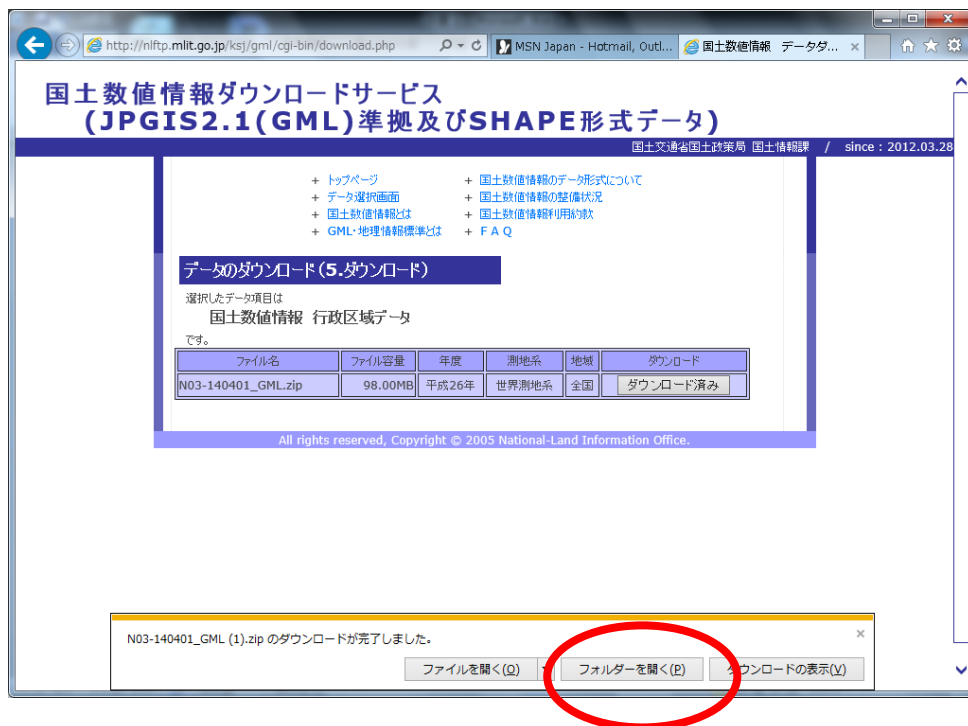 http://nlftp.mlit.go.jp/ksj/gml/cgi-bin/download.php
MSN Japan - Hotmail, Outl...
国土数値情報 データダ...
国土数値情報ダウンロードサービス
(JPGIS2.1(GML)準拠及びSHAPE形式データ)
国土交通省国土政策局 国土情報課 / since : 2012.03.28
+ トップページ + 国土数値情報のデータ形式について
+ データ選択画面 + 国土数値情報の整備状況
+ 国土数値情報とは + 国土数値情報利用約款
+ GML・地理情報標準とは + F A Q
データのダウンロード(5.ダウンロード)
選択したデータ項目は
国土数値情報 行政区域データ
です。
ファイル名 ファイル容量 年度 測地系 地域 ダウンロード
N03-140401_GML.zip 98.00MB 平成26年 世界測地系 全国 ダウンロード済み
All rights reserved, Copyright © 2005 National-Land Information Office.
N03-140401_GML (1).zip のダウンロードが完了しました。
ファイルを開く(O) フォルダーを開く(P) ダウンロードの表示(V)